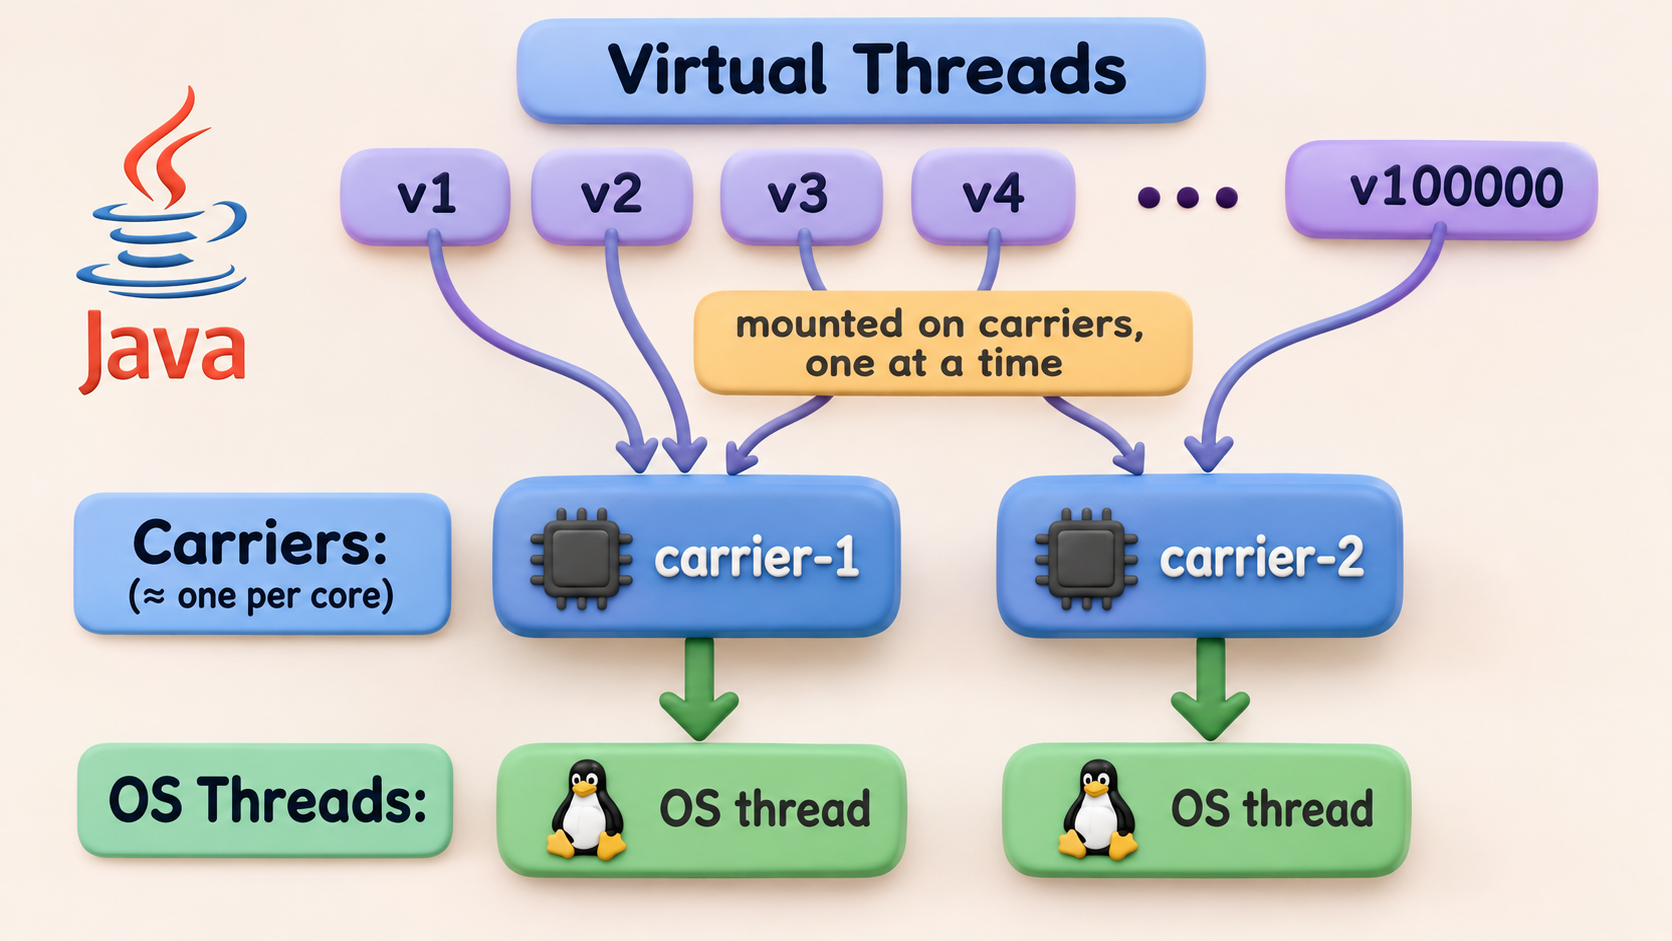 Virtual Threads
v1
v2
v3
v4
v100000
Java
mounted on carriers,
one at a time
Carriers:
(≈ one per core)
carrier-1
carrier-2
OS Threads:
OS thread
OS thread